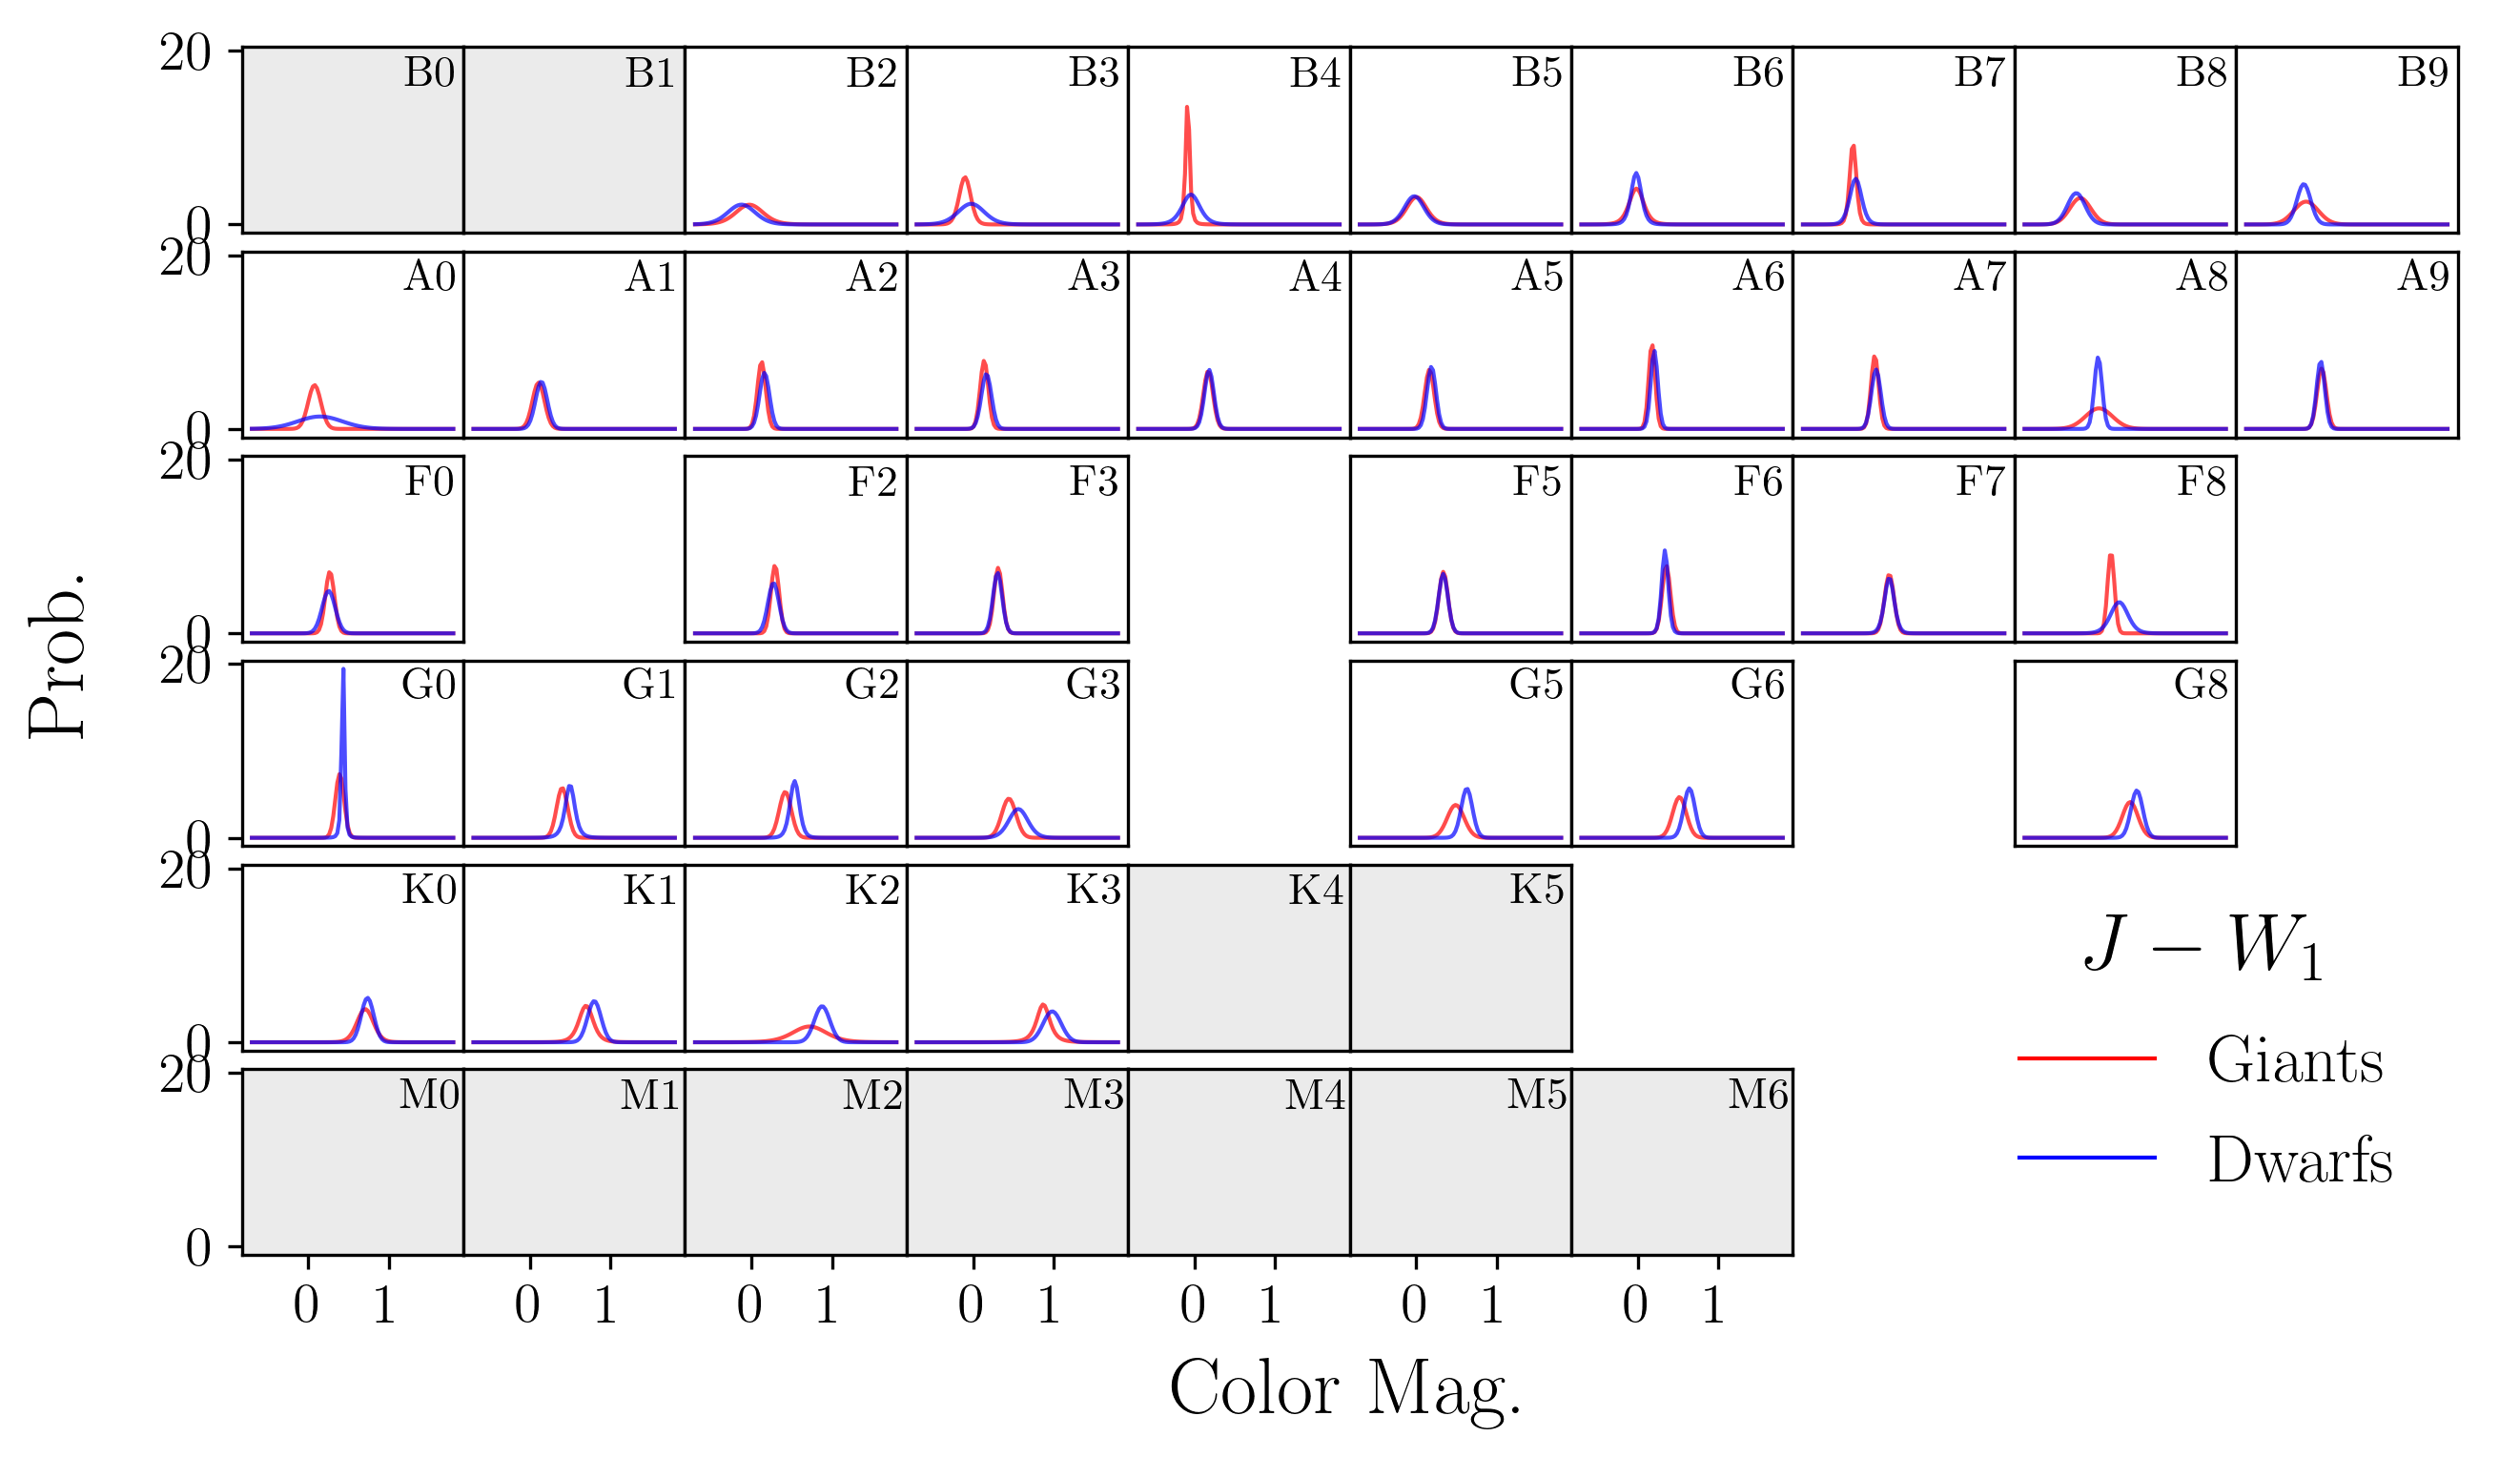 20
B0 B1 B2 B3 B4 B5 B6 B7 B8 B9
0
20
A0 A1 A2 A3 A4 A5 A6 A7 A8 A9
0
20
F0 F2 F3 F5 F6 F7 F8
0
Prob.
20
G0 G1 G2 G3 G5 G6 G8
0
20
K0 K1 K2 K3 K4 K5
0
J − W₁
Giants
Dwarfs
20
M0 M1 M2 M3 M4 M5 M6
0
0 1 0 1 0 1 0 1 0 1 0 1 0 1
Color Mag.